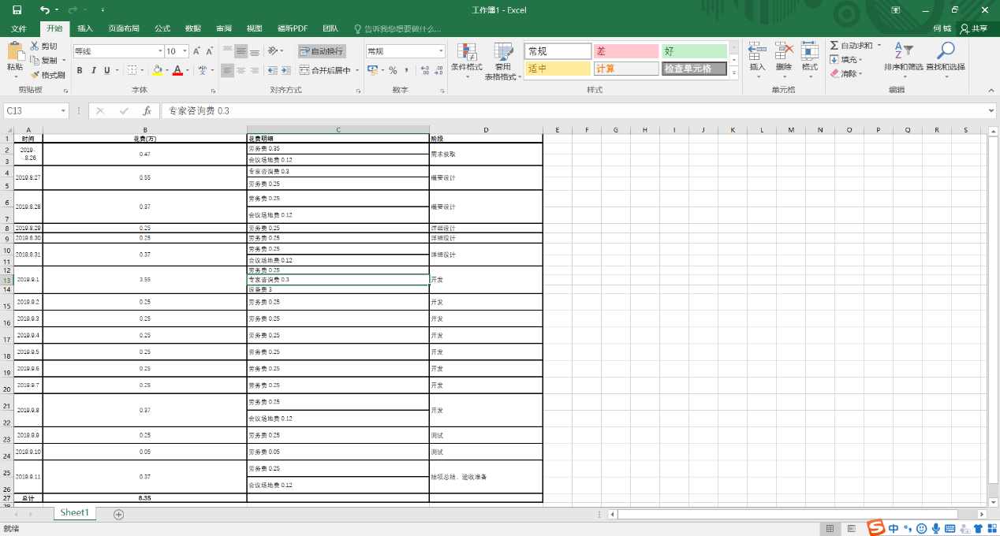 工作簿1 - Excel
文件 开始 插入 页面布局 公式 数据 审阅 视图 福昕PDF 团队 告诉我您想要做什么... 何铖 共享
剪切
复制
格式刷
粘贴
剪贴板
等线 10
B I U
字体
自动换行
合并后居中
对齐方式
常规
数字
条件格式
套用
表格格式
常规 差 好
适中 计算 检查单元格
样式
插入 删除 格式
单元格
自动求和
填充
清除
排序和筛选 查找和选择
编辑
C13 fx 专家咨询费 0.3
A B C D E F G H I J K L M N O P Q R S
1 时间 花费(万) 花费明细 阶段
2 2019- 0.47 劳务费 0.35 需求获取
3 -.8.26 会议场地费 0.12
4 2019.8.27 0.55 专家咨询费 0.3 概要设计
5 劳务费 0.25
6 2019.8.28 0.37 劳务费 0.25 概要设计
7 会议场地费 0.12
8 2019.8.29 0.25 劳务费 0.25 详细设计
9 2019.8.30 0.25 劳务费 0.25 详细设计
10 2019.8.31 0.37 劳务费 0.25 详细设计
11 会议场地费 0.12
12 劳务费 0.25
13 2019.9.1 3.55 专家咨询费 0.3 开发
14 设备费 3
15 2019.9.2 0.25 劳务费 0.25 开发
16 2019.9.3 0.25 劳务费 0.25 开发
17 2019.9.4 0.25 劳务费 0.25 开发
18 2019.9.5 0.25 劳务费 0.25 开发
19 2019.9.6 0.25 劳务费 0.25 开发
20 2019.9.7 0.25 劳务费 0.25 开发
21 2019.9.8 0.37 劳务费 0.25 开发
22 会议场地费 0.12
23 2019.9.9 0.25 劳务费 0.25 测试
24 2019.9.10 0.05 劳务费 0.05 测试
25 2019.9.11 0.37 劳务费 0.25 结项总结、验收准备
26 会议场地费 0.12
27 总计 8.35
28
Sheet1
就绪
中